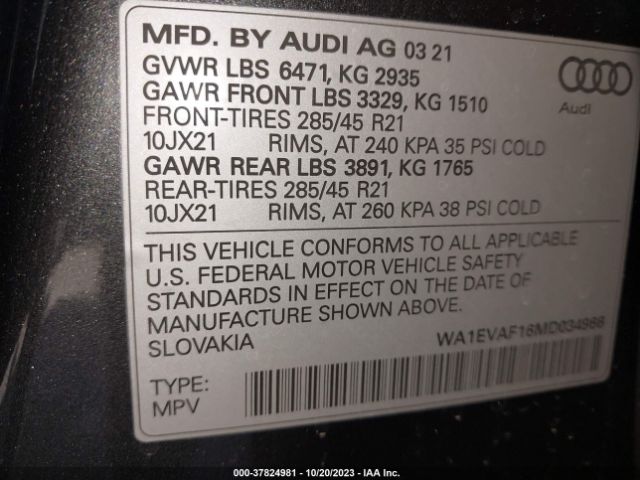 MFD. BY AUDI AG 03 21
GVWR LBS 6471, KG 2935
GAWR FRONT LBS 3329, KG 1510
FRONT-TIRES 285/45 R21
10JX21 RIMS, AT 240 KPA 35 PSI COLD
GAWR REAR LBS 3891, KG 1765
REAR-TIRES 285/45 R21
10JX21 RIMS, AT 260 KPA 38 PSI COLD
Audi
THIS VEHICLE CONFORMS TO ALL APPLICABLE
U.S. FEDERAL MOTOR VEHICLE SAFETY
STANDARDS IN EFFECT ON THE DATE OF
MANUFACTURE SHOWN ABOVE.
SLOVAKIA
WA1EVAF16MD034966
TYPE:
MPV
000-37824981 - 10/20/2023 - IAA Inc.